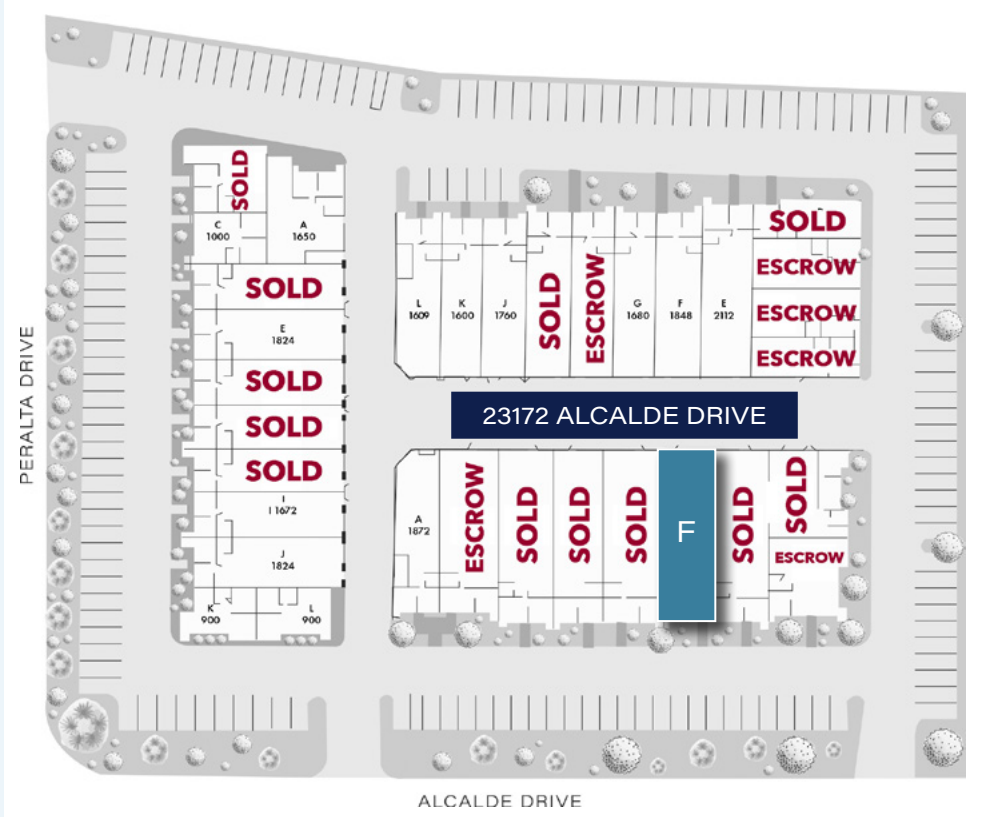 SOLD
C
1000
A
1650
SOLD
E
1824
SOLD
SOLD
SOLD
I
I 1672
J
1824
K
900
L
900
L
1609
K
1600
J
1760
SOLD
ESCROW
G
1680
F
1848
E
2112
SOLD
ESCROW
ESCROW
ESCROW
23172 ALCALDE DRIVE
A
1872
ESCROW
SOLD
SOLD
SOLD
F
SOLD
SOLD
ESCROW
PERALTA DRIVE
ALCALDE DRIVE